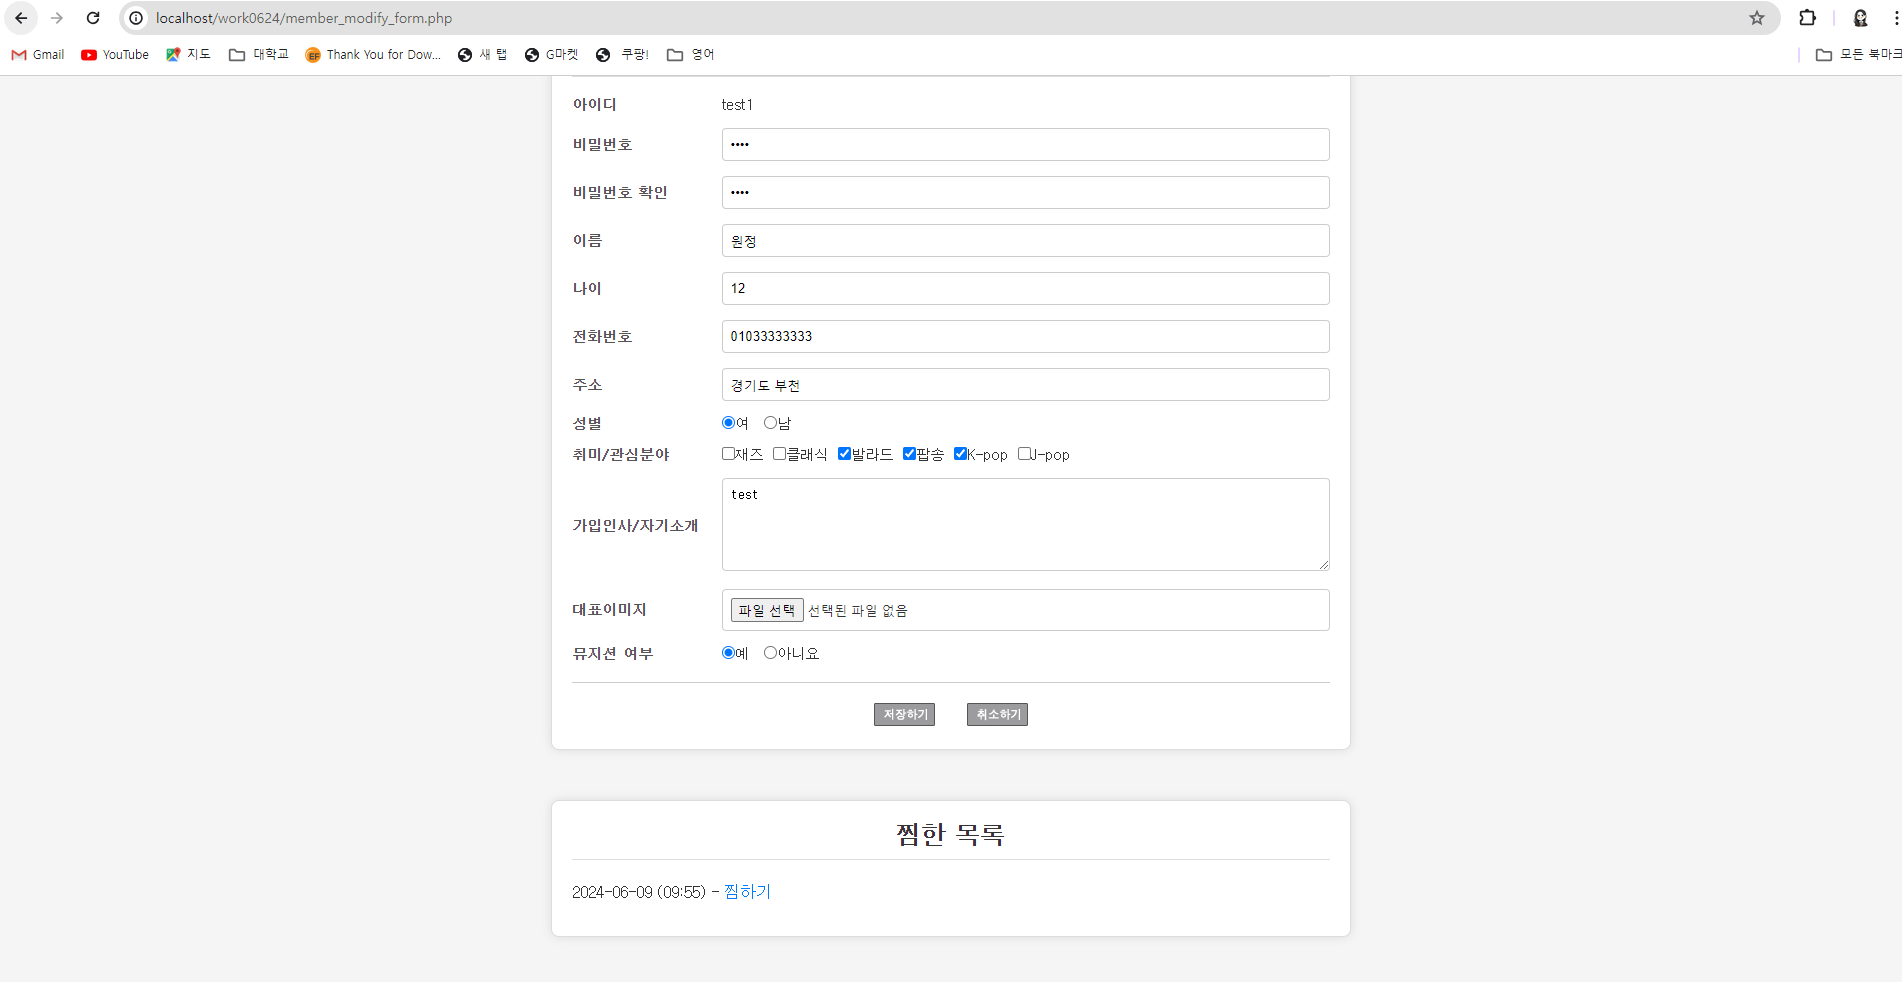 localhost/work0624/member_modify_form.php
Gmail YouTube 지도 대학교 Thank You for Dow... 새 탭 G마켓 쿠팡! 영어 모든 북마크
아이디 test1
비밀번호 ••••
비밀번호 확인 ••••
이름 원정
나이 12
전화번호 01033333333
주소 경기도 부천
성별 여 남
취미/관심분야 재즈 클래식 발라드 팝송 K-pop J-pop
가입인사/자기소개 test
대표이미지 파일 선택 선택된 파일 없음
뮤지션 여부 예 아니요
저장하기 취소하기
찜한 목록
2024-06-09 (09:55) - 찜하기